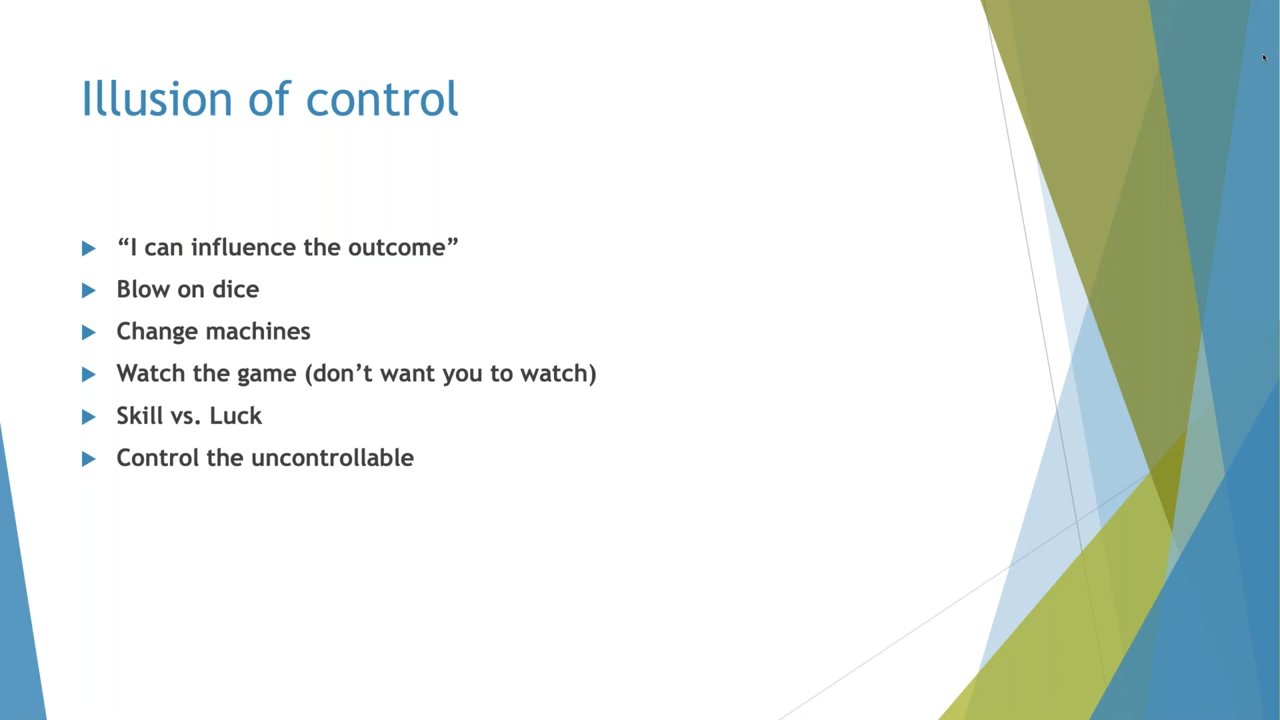 Illusion of control
“I can influence the outcome”
Blow on dice
Change machines
Watch the game (don’t want you to watch)
Skill vs. Luck
Control the uncontrollable